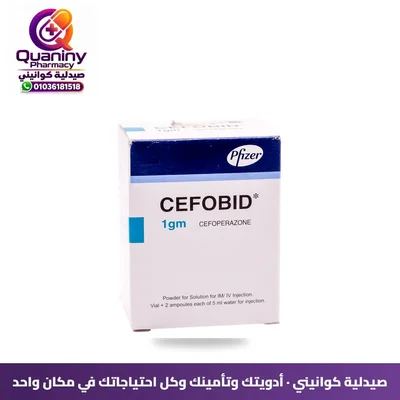 Quaniny
Pharmacy
صيدلية كوانيني
01036181518
Pfizer
CEFOBID*
1gm
CEFOPERAZONE
Powder for Solution for IM/ IV Injection.
Vial + 2 ampoules each of 5 ml water for injection.
صيدلية كوانيني - أدويتك وتأمينك وكل احتياجاتك في مكان واحد